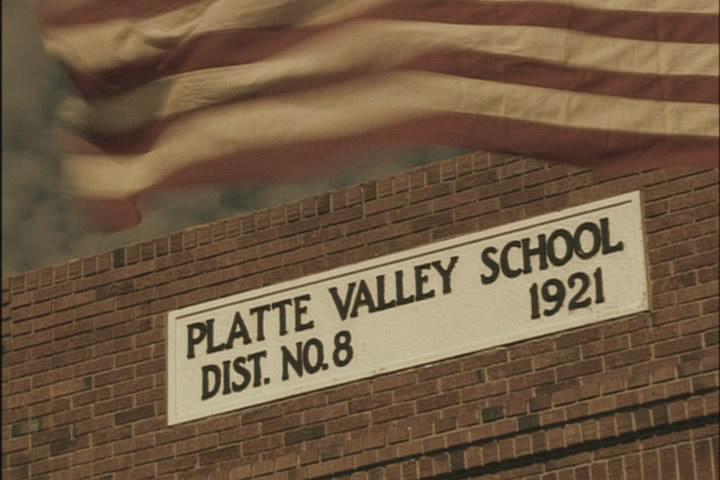 PLATTE VALLEY SCHOOL
DIST. NO. 8 1921